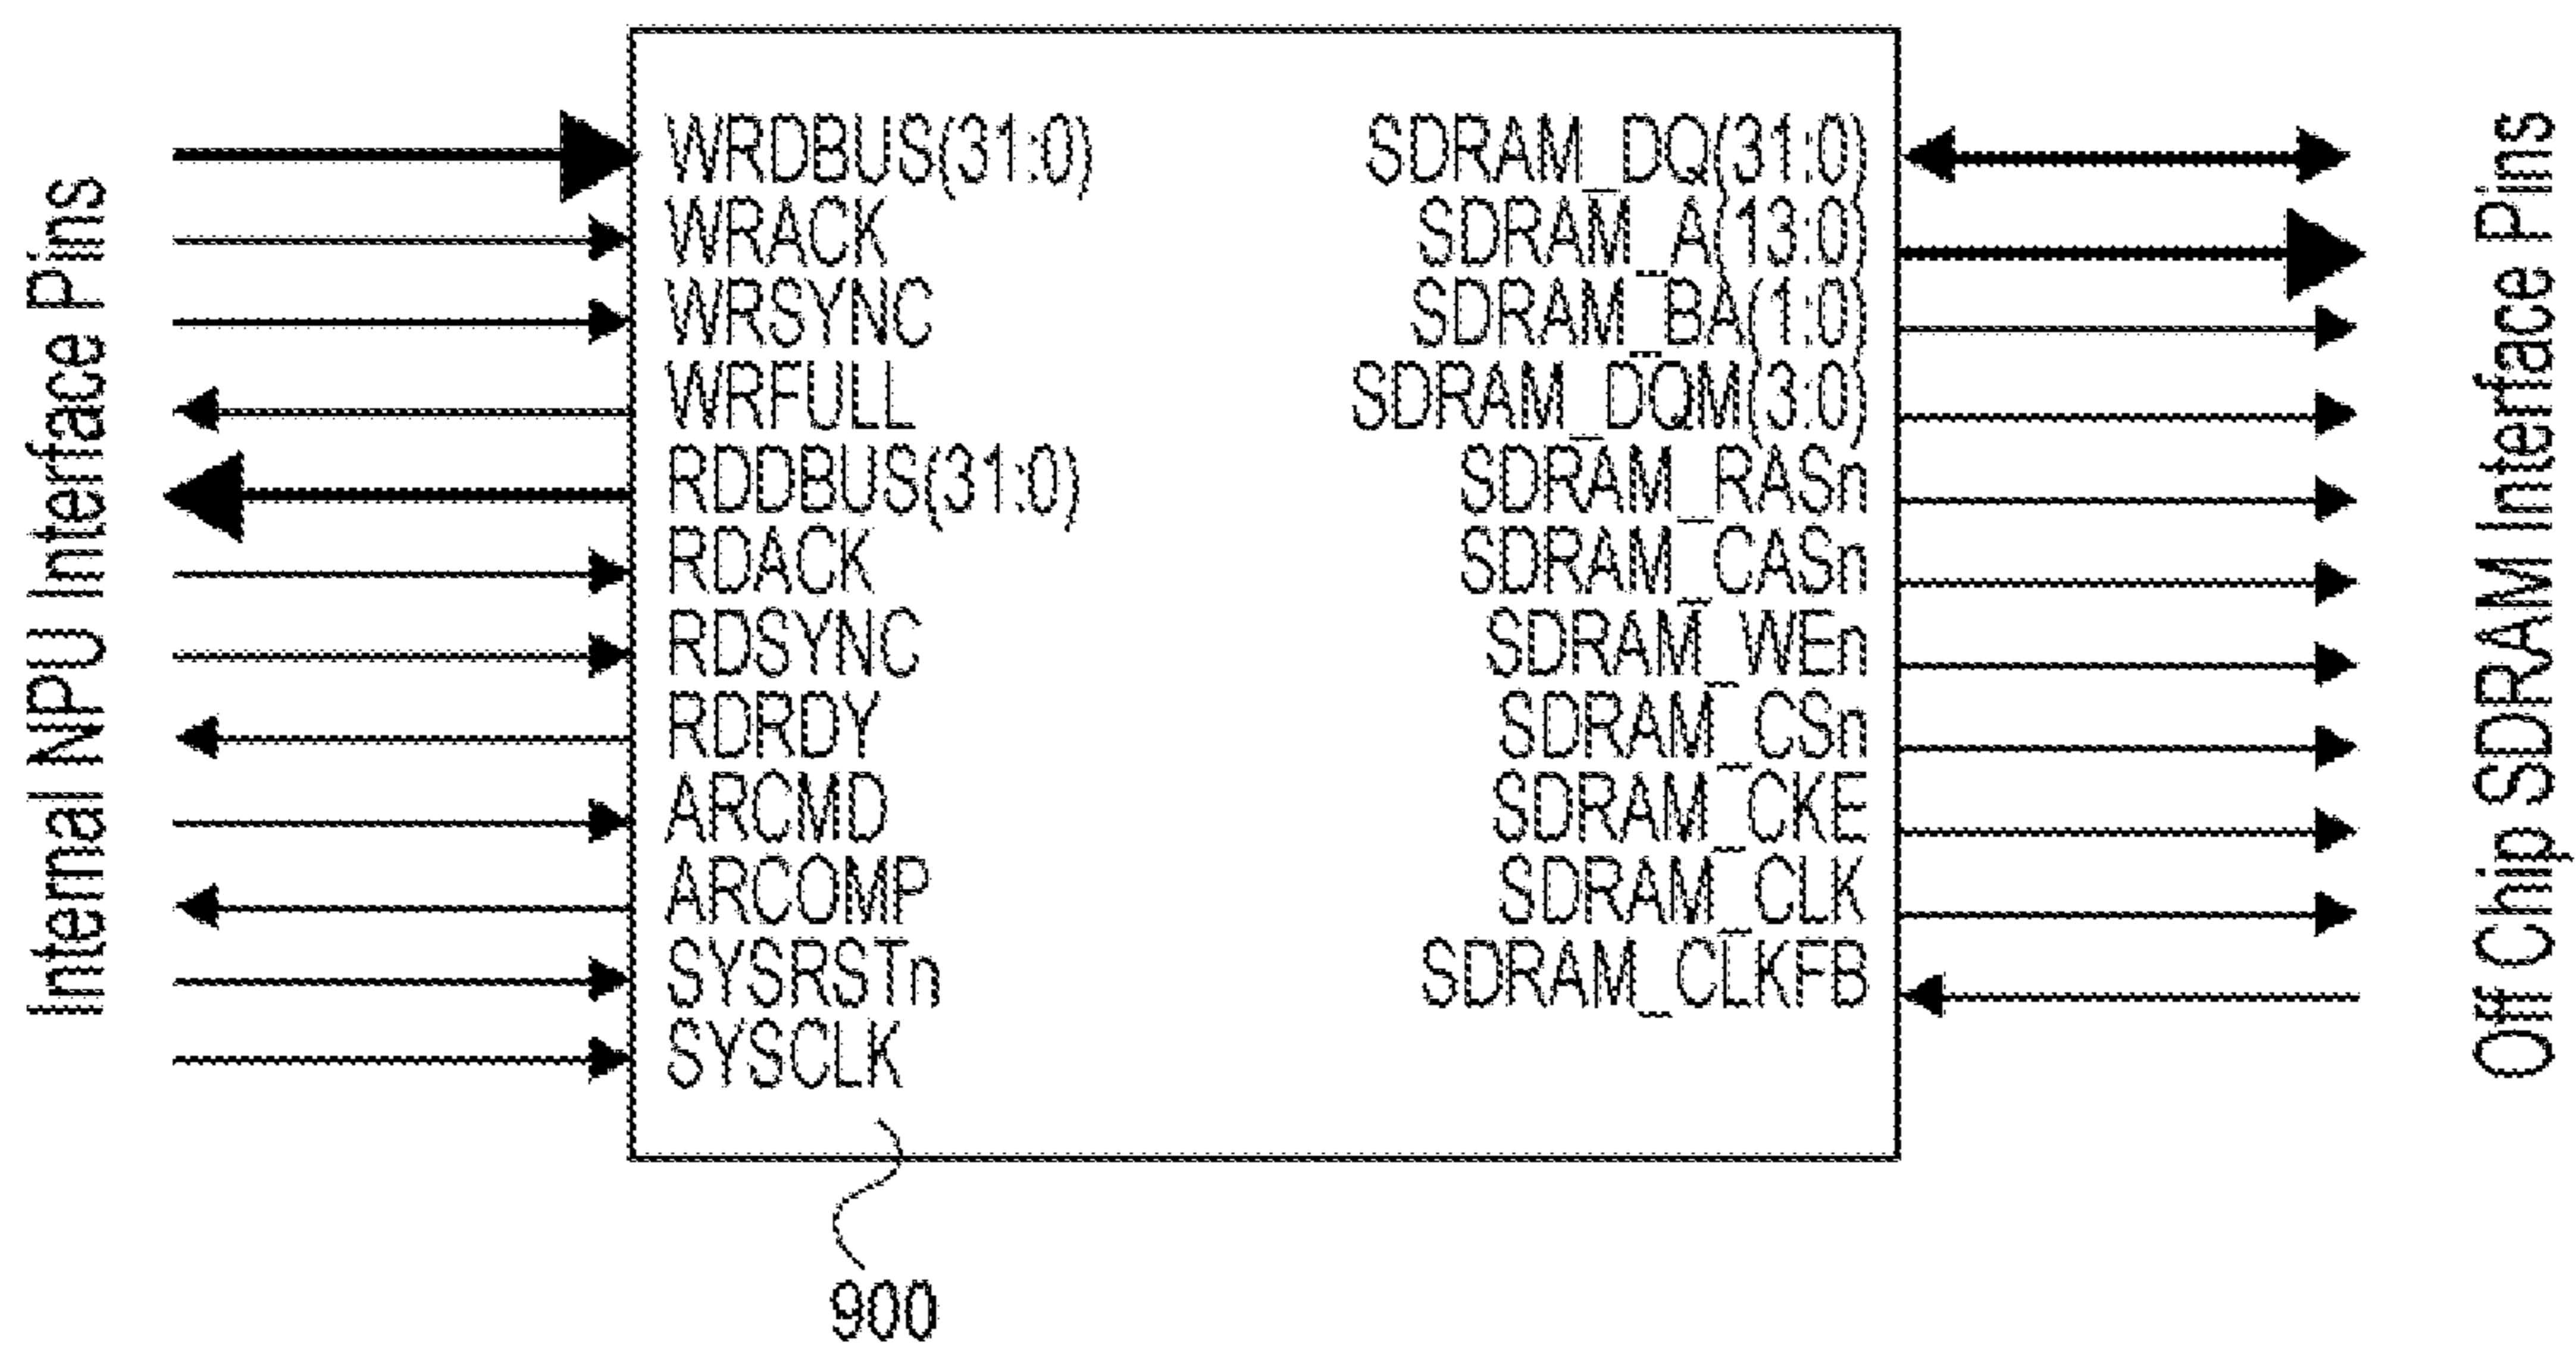 Internal NPU Interface Pins
WRDBUS(31:0)
WRACK
WRSYNC
WRFULL
RDDBUS(31:0)
RDACK
RDSYNC
RDRDY
ARCMD
ARCOMP
SYSRSTn
SYSCLK
SDRAM_DQ(31:0)
SDRAM_A(13:0)
SDRAM_BA(1:0)
SDRAM_DQM(3:0)
SDRAM_RASn
SDRAM_CASn
SDRAM_WEn
SDRAM_CSn
SDRAM_CKE
SDRAM_CLK
SDRAM_CLKFB
Off Chip SDRAM Interface Pins
900